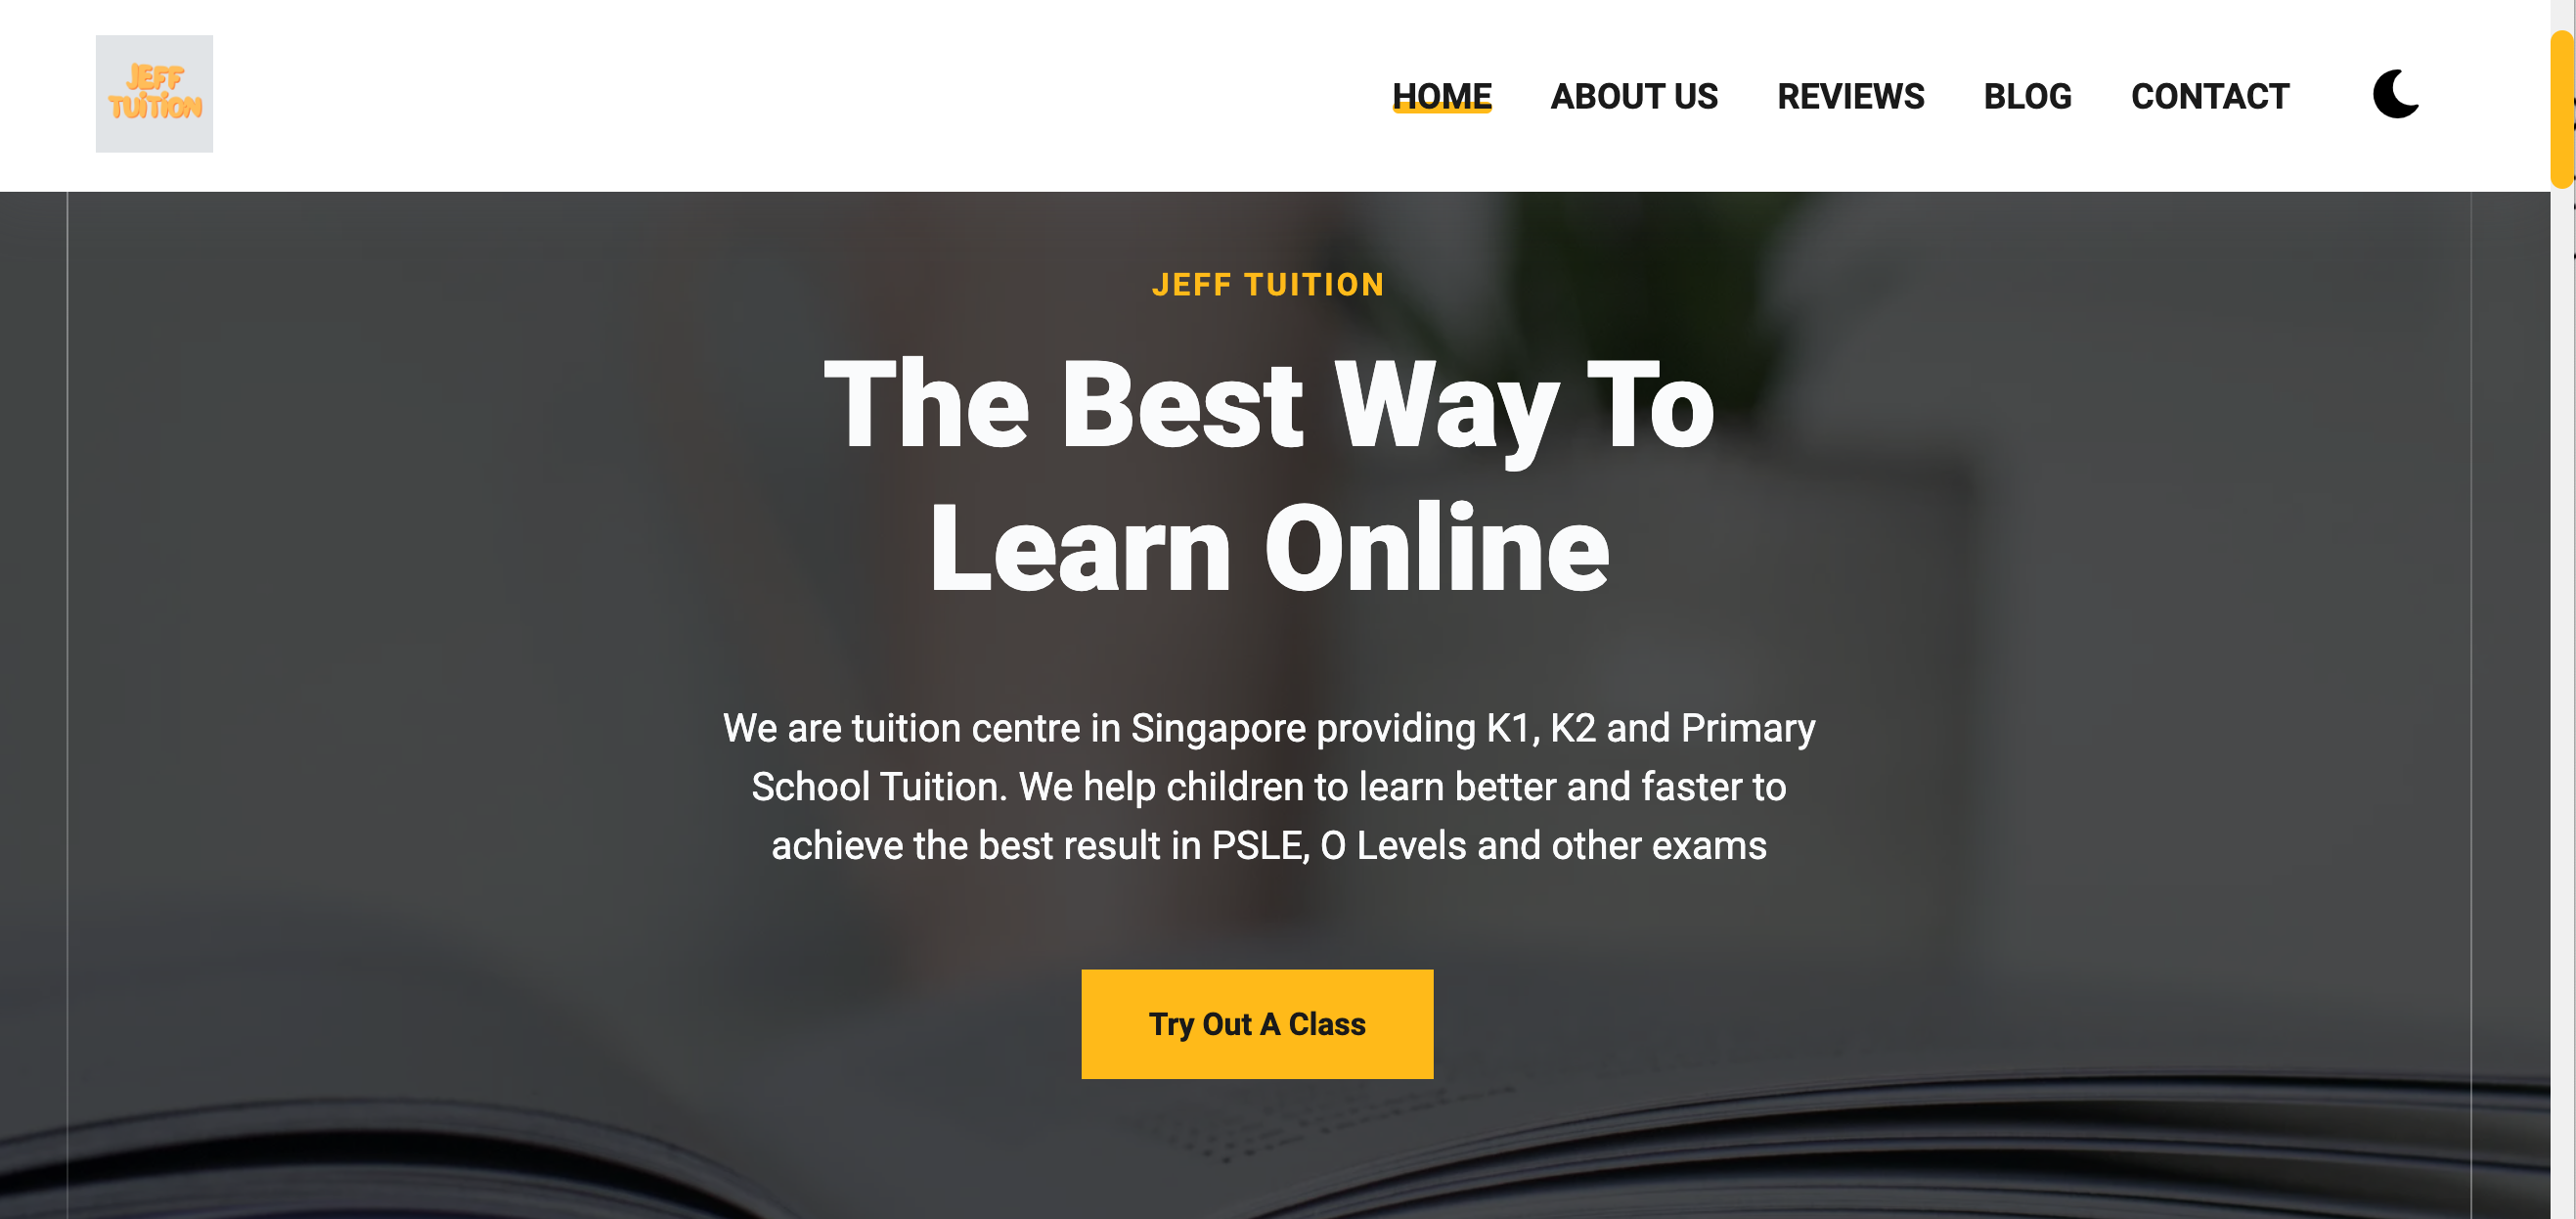 JEFF
TUiTiON
HOME ABOUT US REVIEWS BLOG CONTACT
JEFF TUITION
The Best Way To
Learn Online
We are tuition centre in Singapore providing K1, K2 and Primary
School Tuition. We help children to learn better and faster to
achieve the best result in PSLE, O Levels and other exams
Try Out A Class